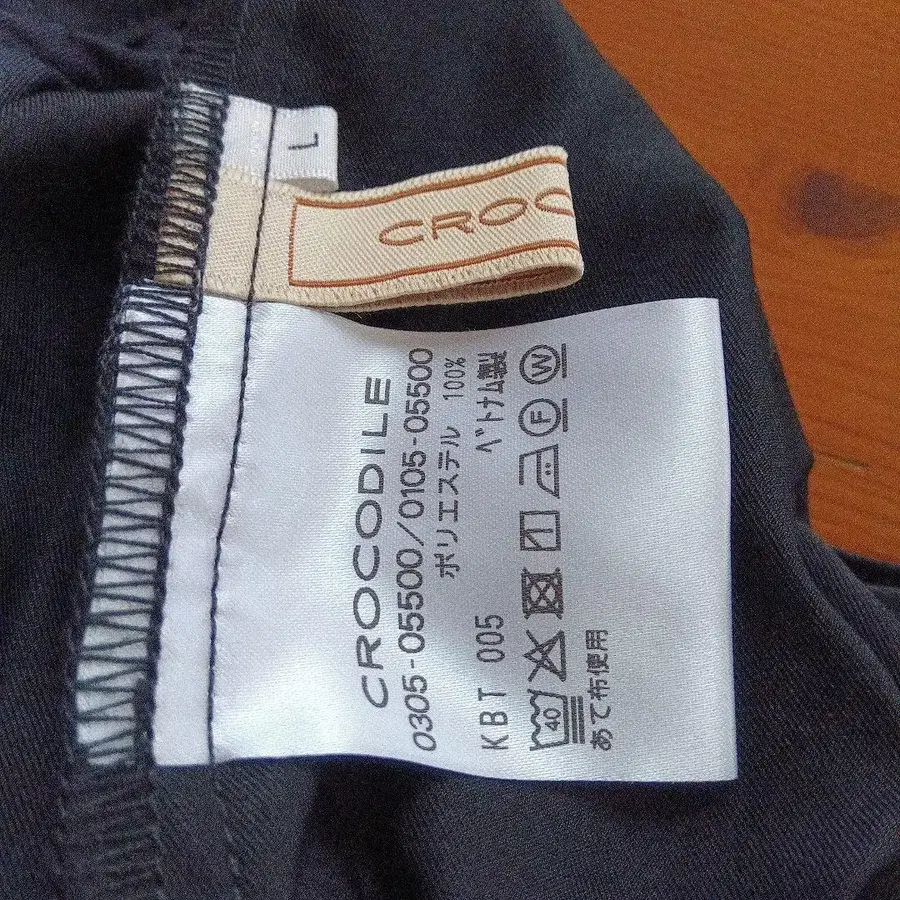 L
CROC
CROCODILE
0305-05500/0105-05500
ポリエステル 100%
KBT 005 ベトナム製
40 F W
あて布使用